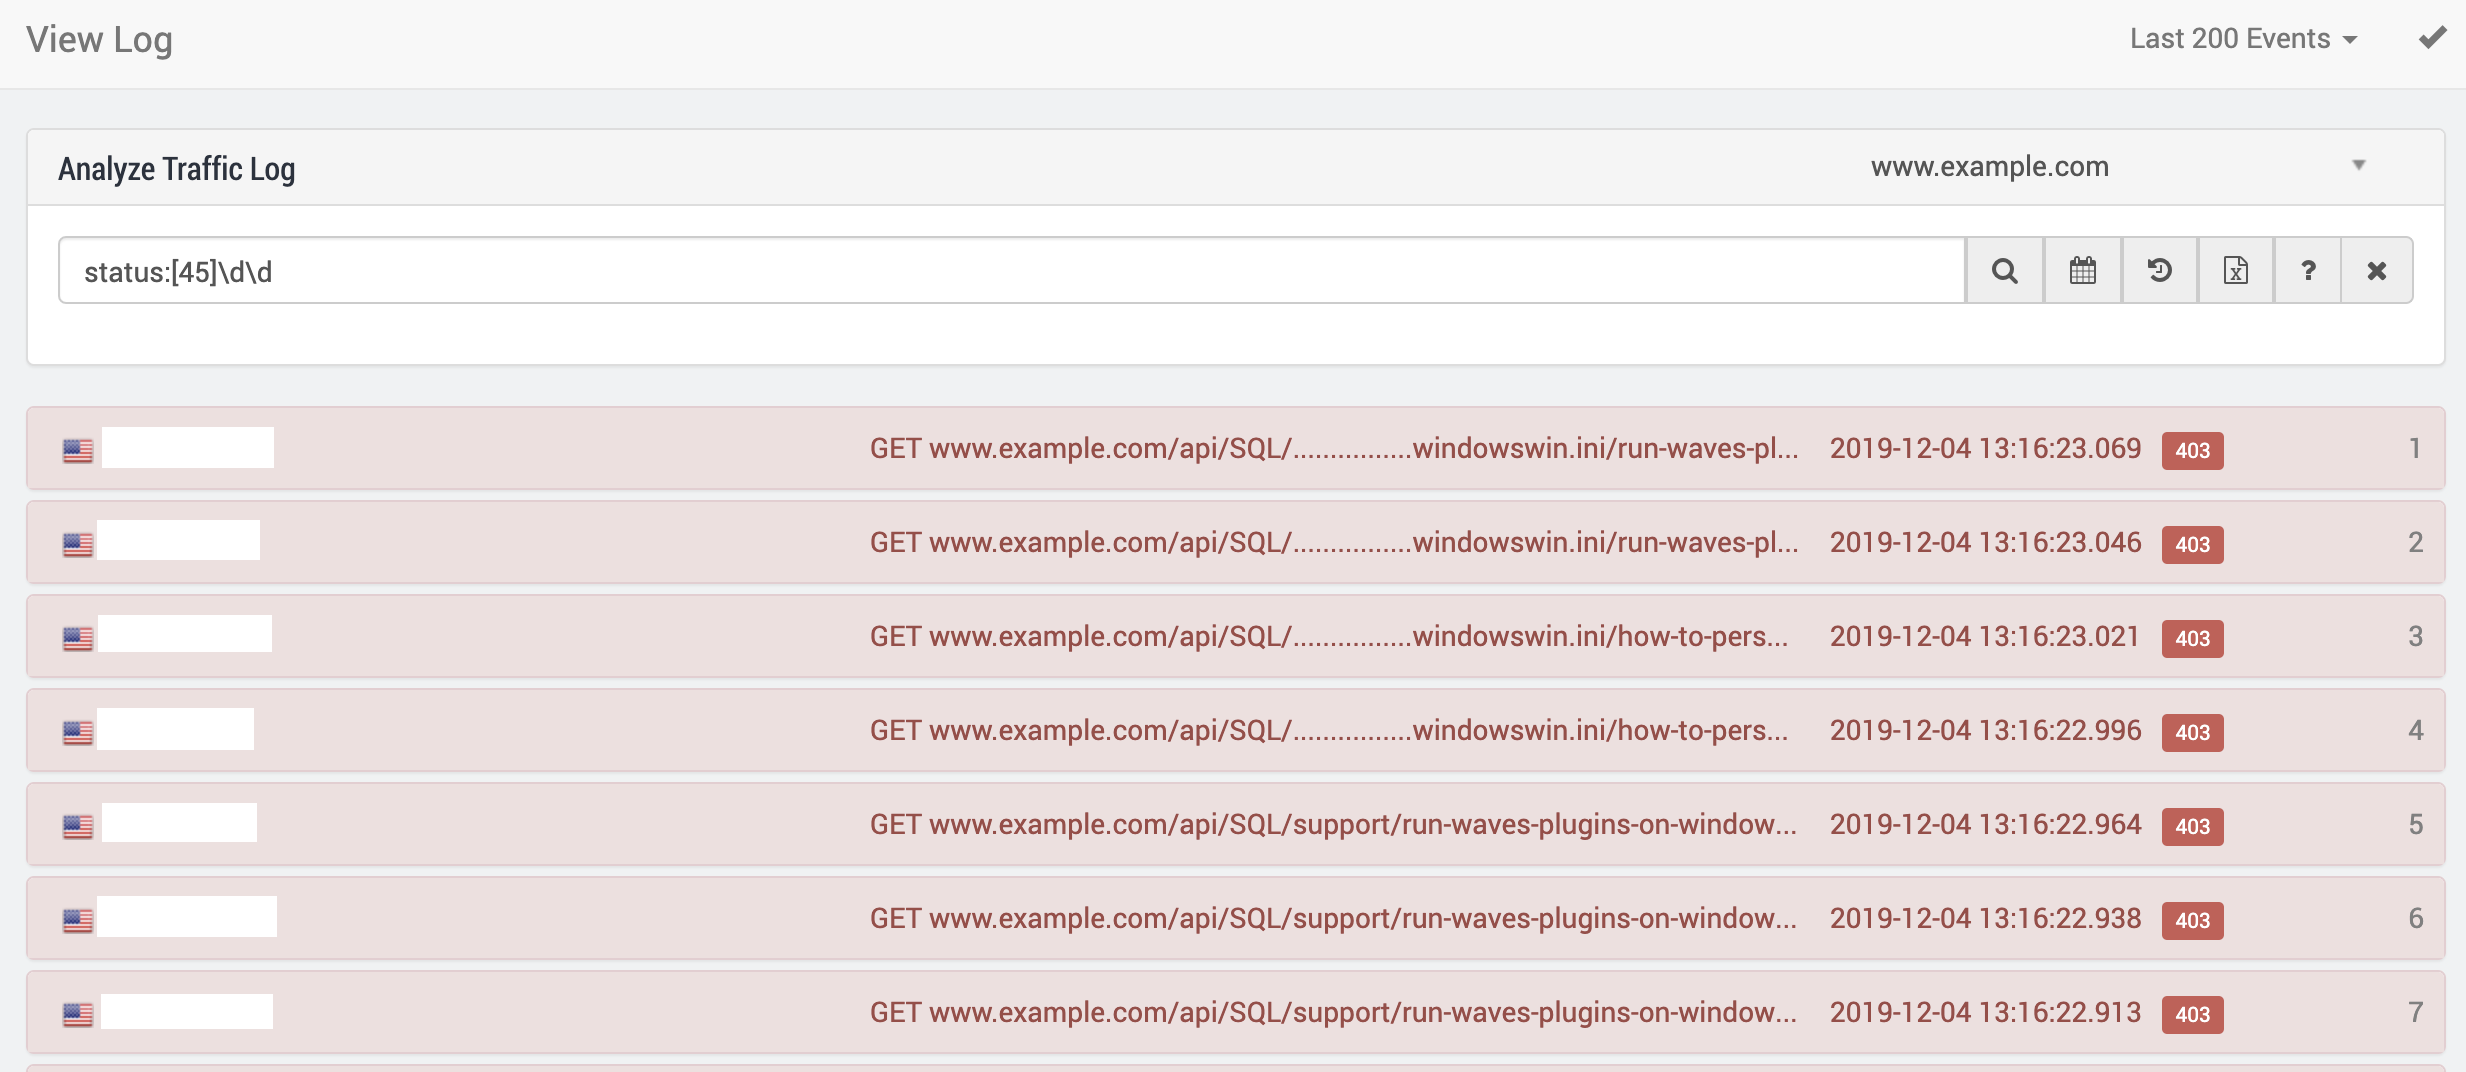 View Log
Last 200 Events
Analyze Traffic Log
www.example.com
status:[45]\d\d
?
GET www.example.com/api/SQL/................windowswin.ini/run-waves-pl... 2019-12-04 13:16:23.069 403 1
GET www.example.com/api/SQL/................windowswin.ini/run-waves-pl... 2019-12-04 13:16:23.046 403 2
GET www.example.com/api/SQL/................windowswin.ini/how-to-pers... 2019-12-04 13:16:23.021 403 3
GET www.example.com/api/SQL/................windowswin.ini/how-to-pers... 2019-12-04 13:16:22.996 403 4
GET www.example.com/api/SQL/support/run-waves-plugins-on-window... 2019-12-04 13:16:22.964 403 5
GET www.example.com/api/SQL/support/run-waves-plugins-on-window... 2019-12-04 13:16:22.938 403 6
GET www.example.com/api/SQL/support/run-waves-plugins-on-window... 2019-12-04 13:16:22.913 403 7